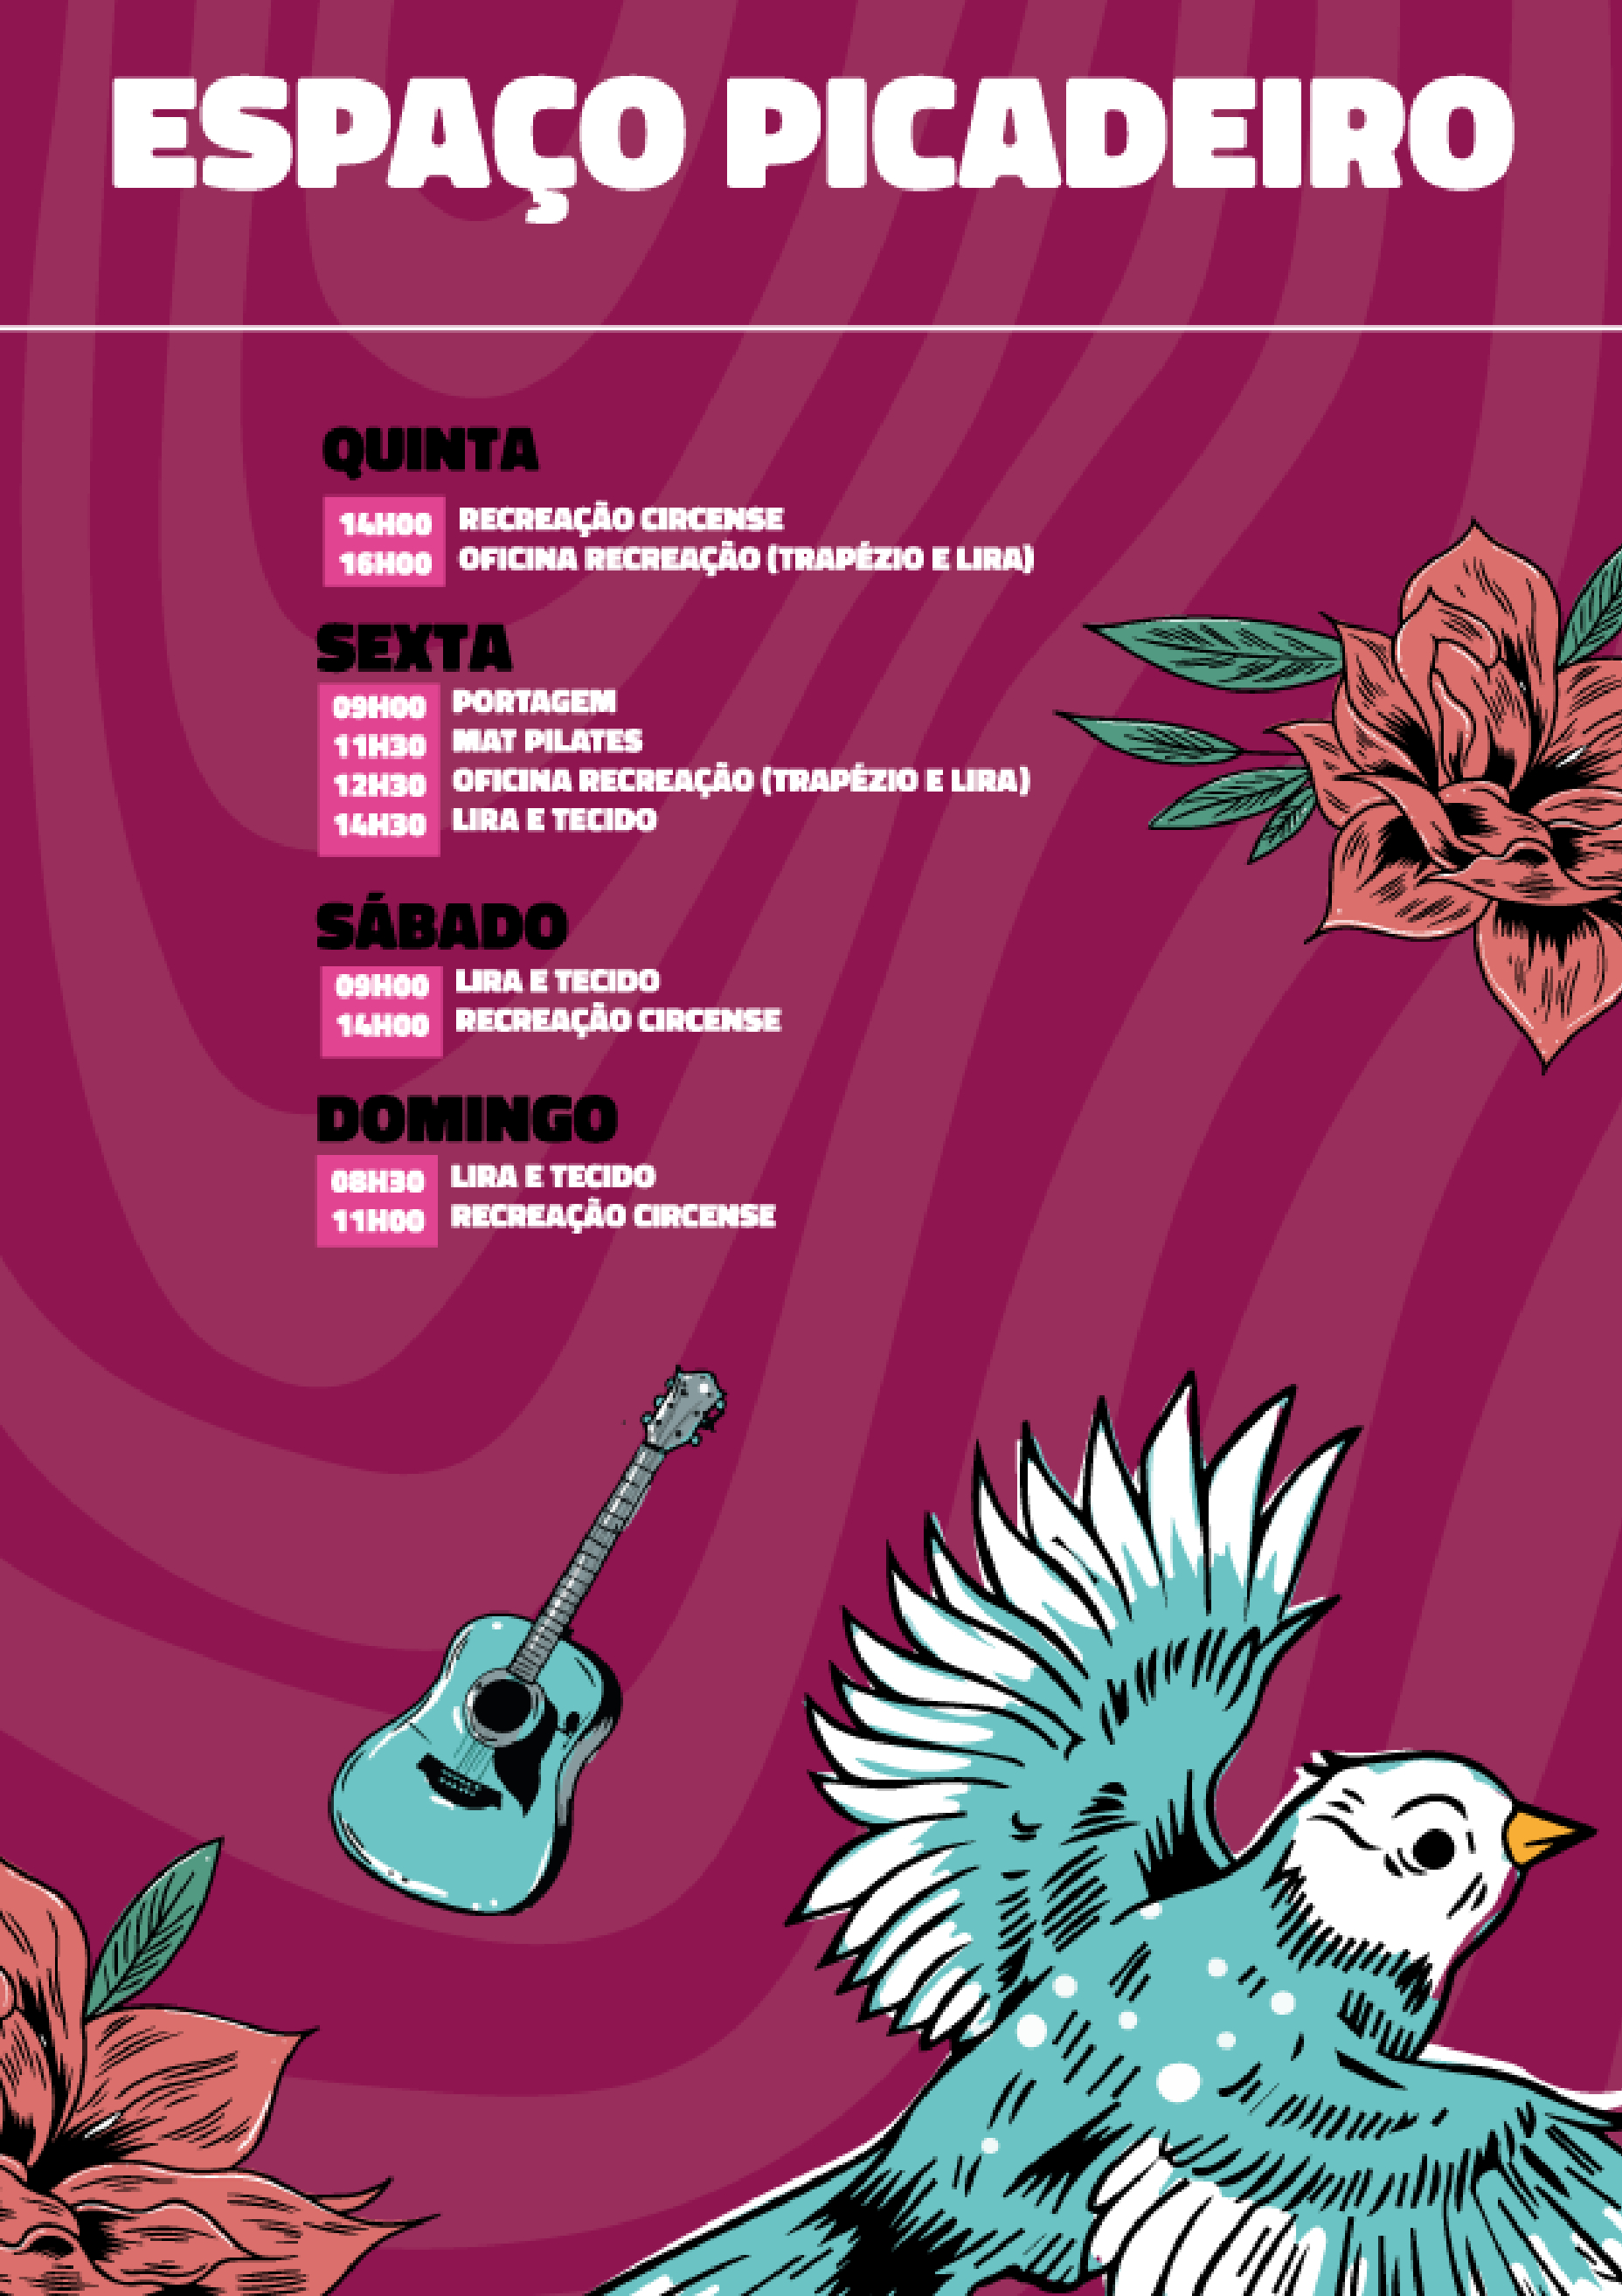 ESPAÇO PICADEIRO
QUINTA
14H00 RECREAÇÃO CIRCENSE
16H00 OFICINA RECREAÇÃO (TRAPÉZIO E LIRA)
SEXTA
09H00 PORTAGEM
11H30 MAT PILATES
12H30 OFICINA RECREAÇÃO (TRAPÉZIO E LIRA)
14H30 LIRA E TECIDO
SÁBADO
09H00 LIRA E TECIDO
14H00 RECREAÇÃO CIRCENSE
DOMINGO
08H30 LIRA E TECIDO
11H00 RECREAÇÃO CIRCENSE